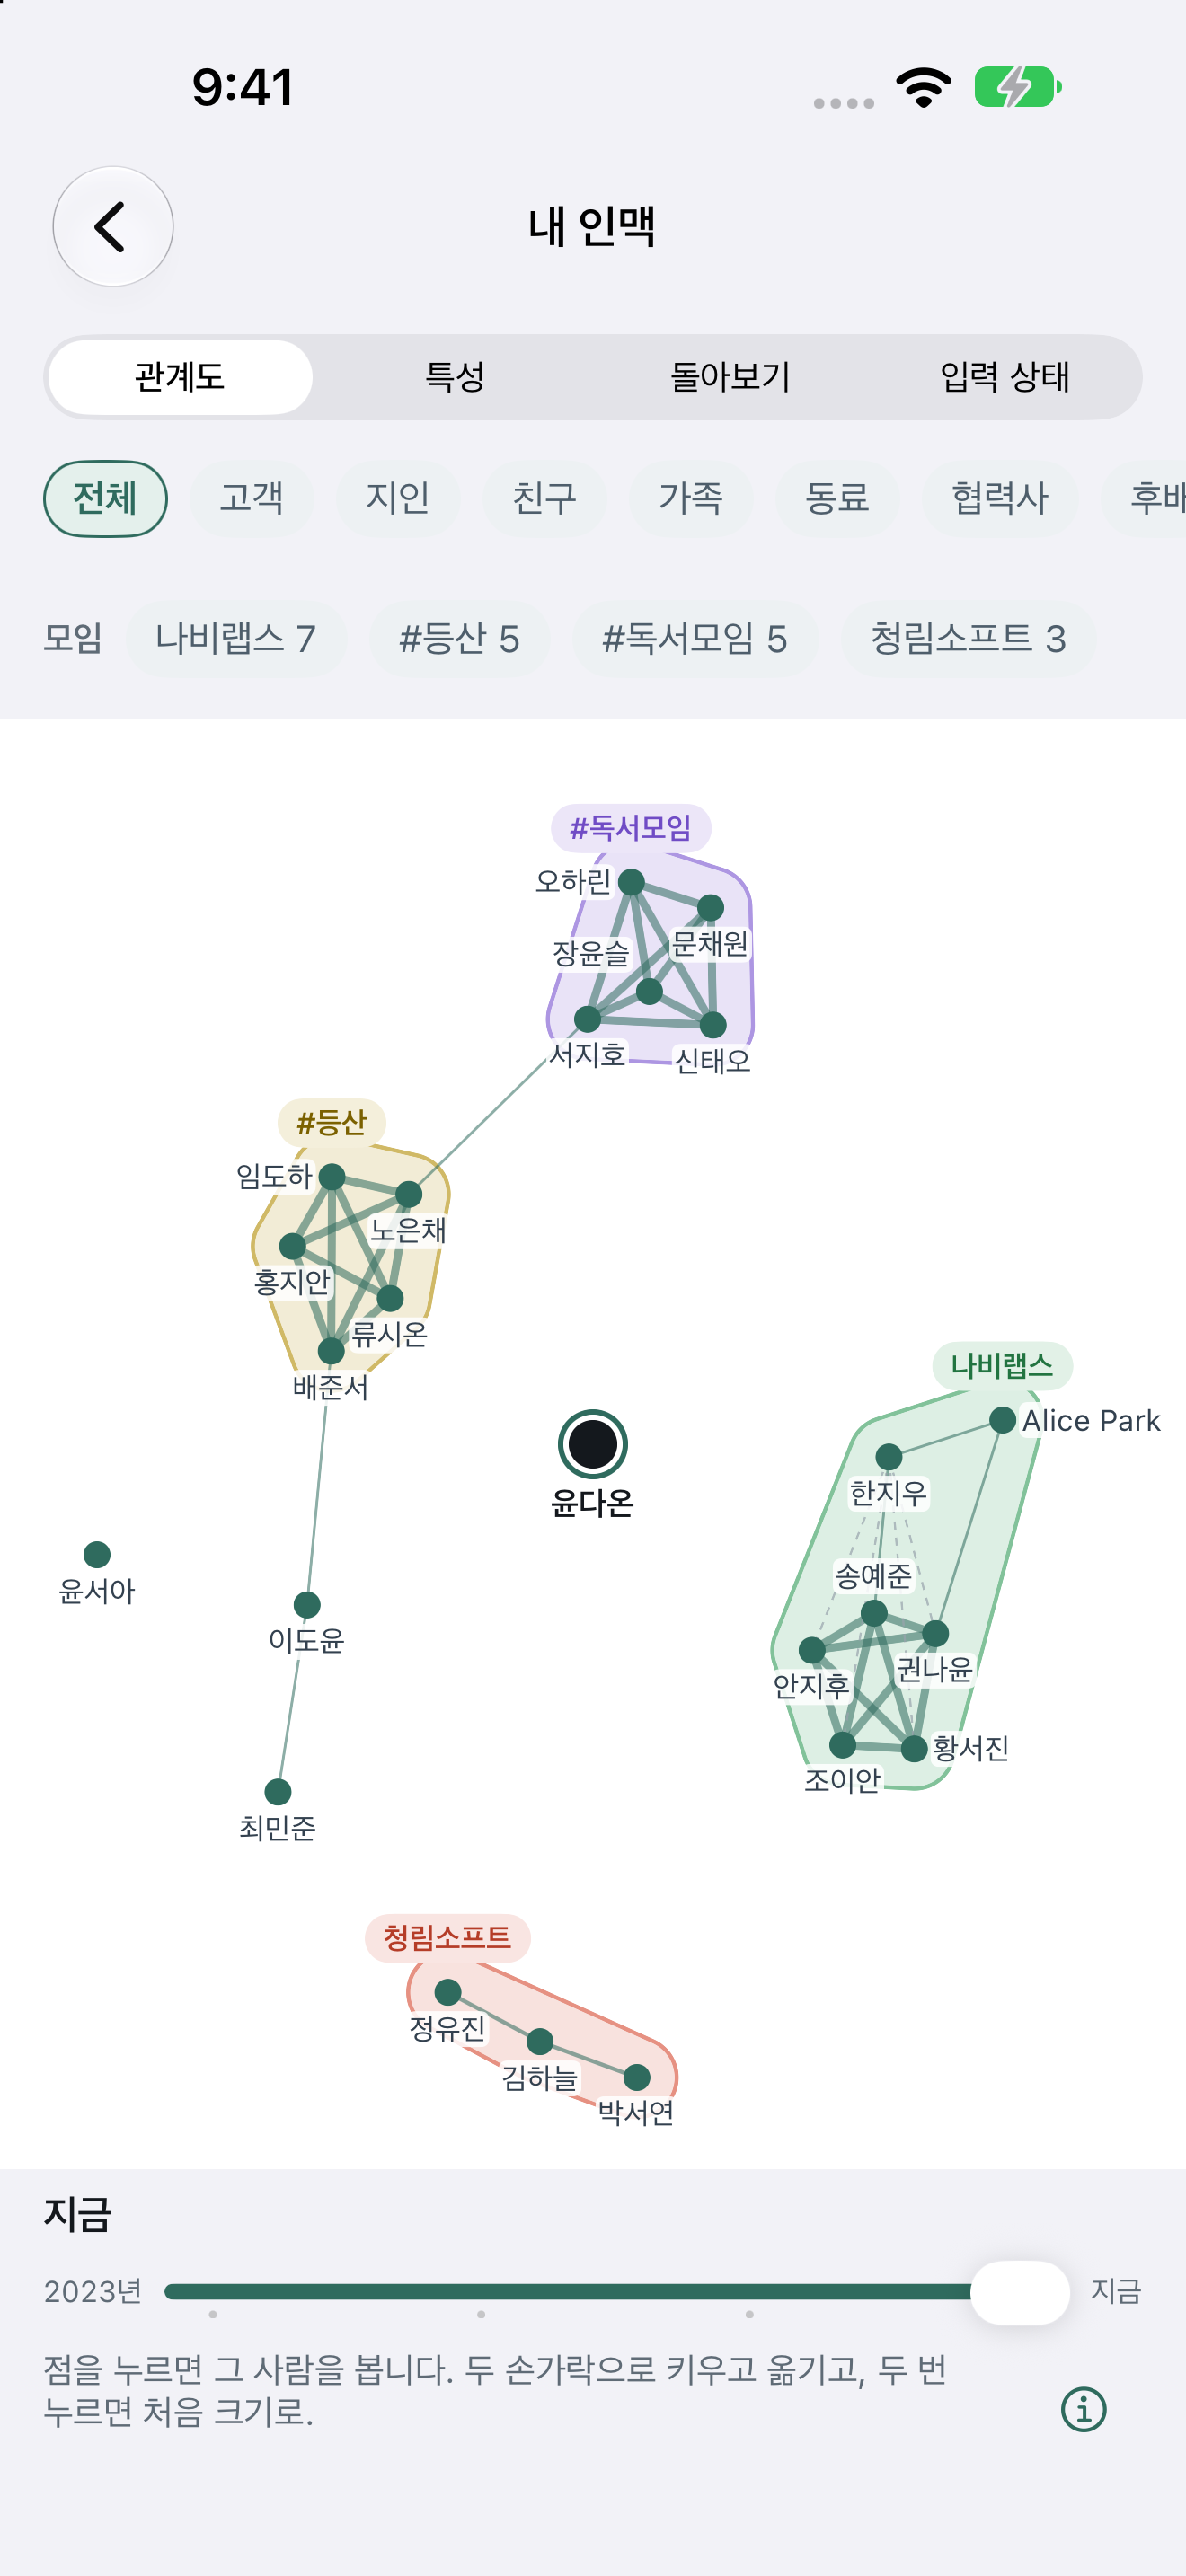 9:41
내 인맥
관계도 특성 돌아보기 입력 상태
전체 고객 지인 친구 가족 동료 협력사
모임 나비랩스 7 #등산 5 #독서모임 5 청림소프트 3
#독서모임
오하린
문채원
장윤슬
서지호
신태오
#등산
임도하
노은채
홍지안
류시온
배준서
나비랩스
Alice Park
한지우
윤다온
송예준
윤서아
이도윤
권나윤
안지후
황서진
조이안
최민준
청림소프트
정유진
김하늘
박서연
지금
2023년 지금
점을 누르면 그 사람을 봅니다. 두 손가락으로 키우고 옮기고, 두 번
누르면 처음 크기로.